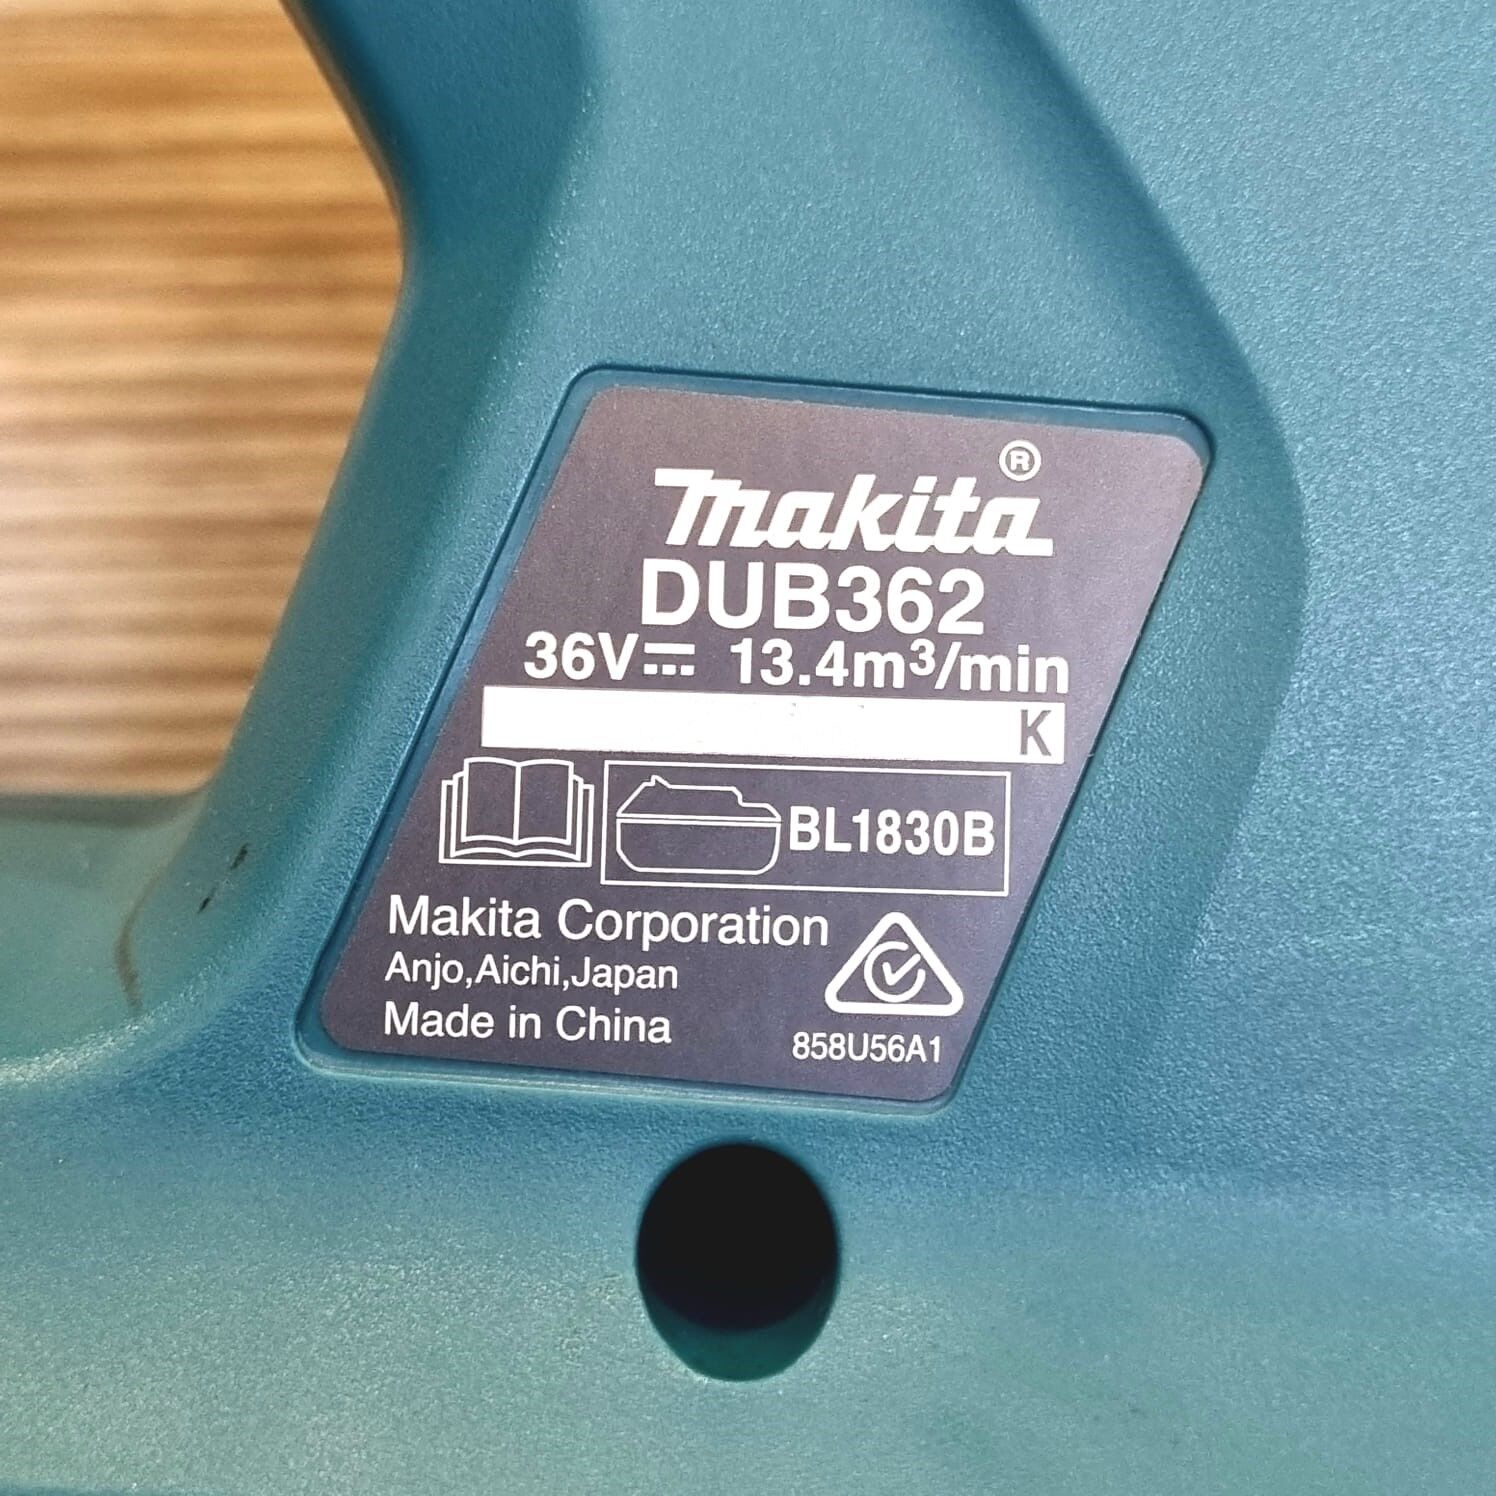 makita®
DUB362
36V⎓ 13.4m³/min
K
BL1830B
Makita Corporation
Anjo,Aichi,Japan
Made in China
858U56A1